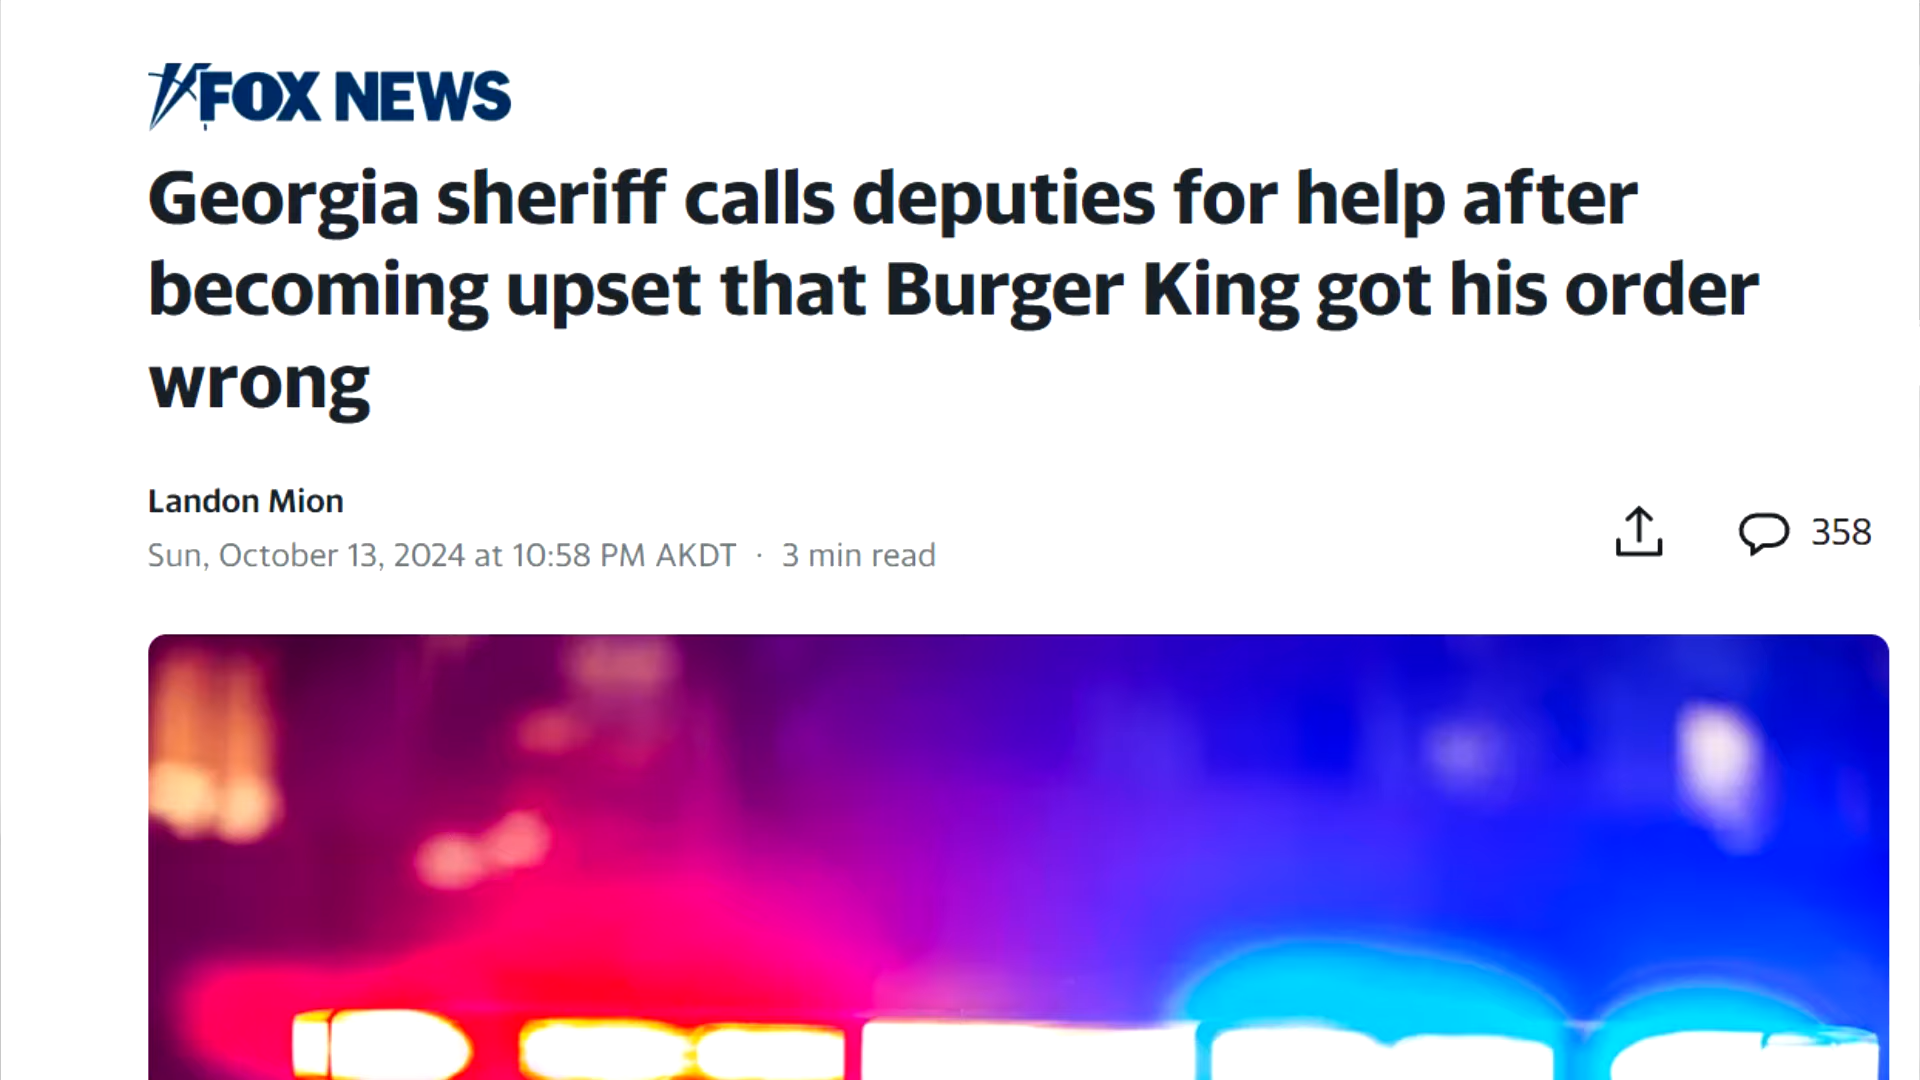 FOX NEWS
Georgia sheriff calls deputies for help after
becoming upset that Burger King got his order
wrong
Landon Mion
Sun, October 13, 2024 at 10:58 PM AKDT · 3 min read
358